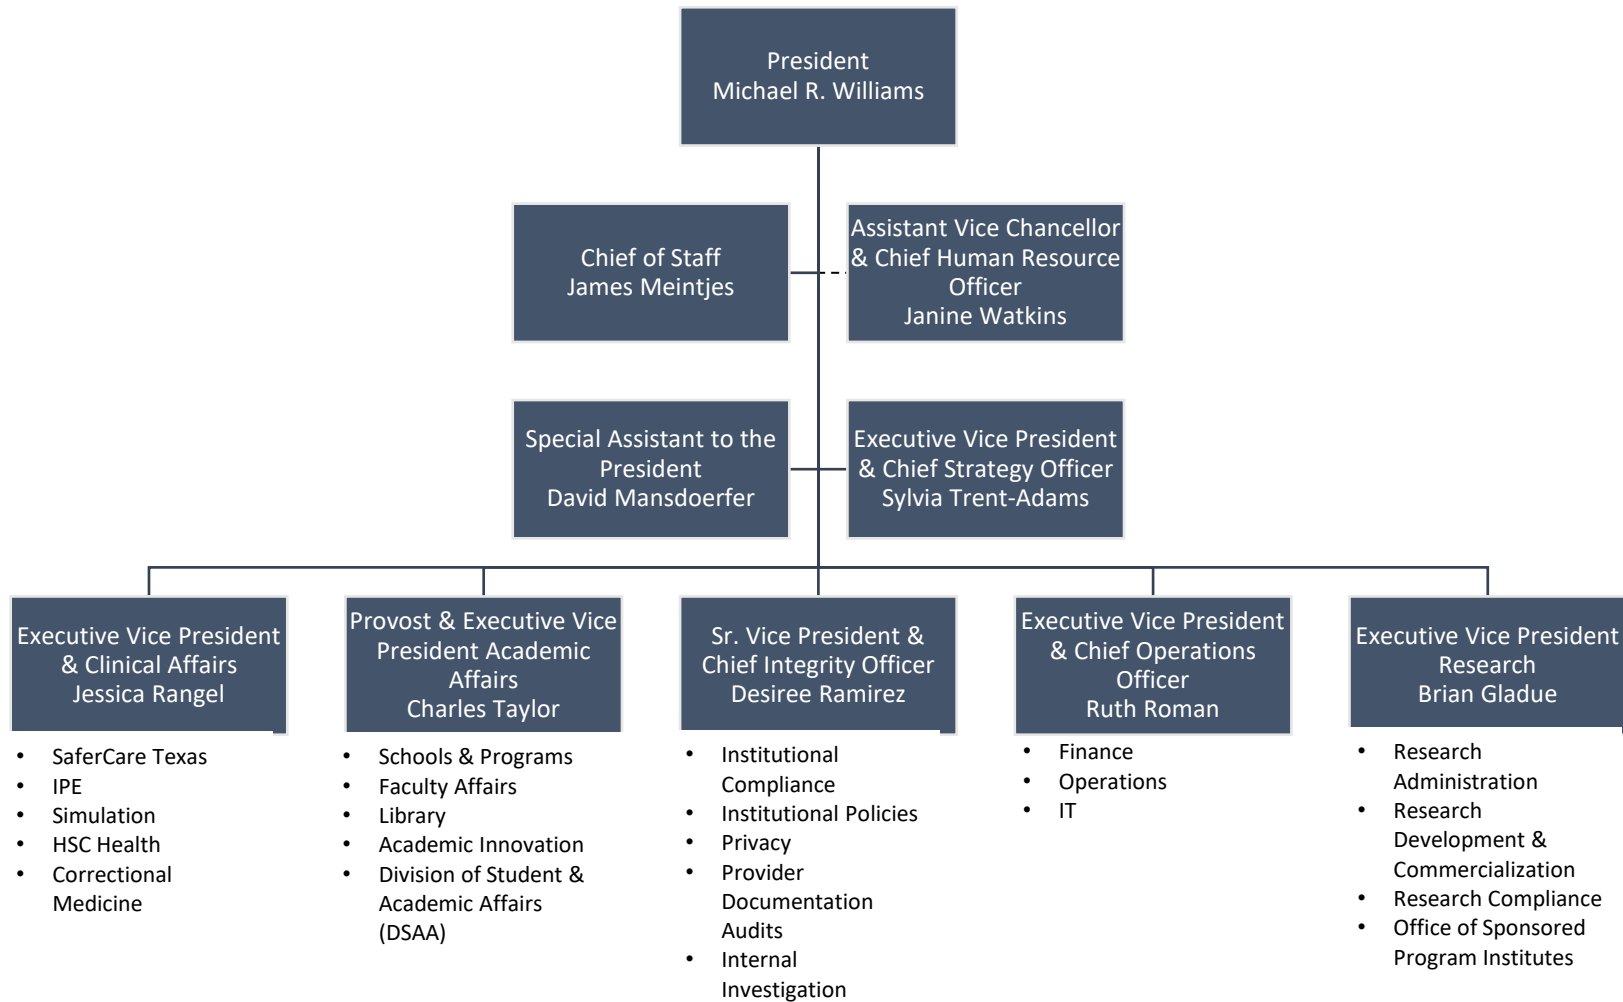 President
Michael R. Williams
Chief of Staff
James Meintjes
Assistant Vice Chancellor
& Chief Human Resource
Officer
Janine Watkins
Special Assistant to the
President
David Mansdoerfer
Executive Vice President
& Chief Strategy Officer
Sylvia Trent-Adams
Executive Vice President
& Clinical Affairs
Jessica Rangel
• SaferCare Texas
• IPE
• Simulation
• HSC Health
• Correctional
Medicine
Provost & Executive Vice
President Academic
Affairs
Charles Taylor
• Schools & Programs
• Faculty Affairs
• Library
• Academic Innovation
• Division of Student &
Academic Affairs
(DSAA)
Sr. Vice President &
Chief Integrity Officer
Desiree Ramirez
• Institutional
Compliance
• Institutional Policies
• Privacy
• Provider
Documentation
Audits
• Internal
Investigation
Executive Vice President
& Chief Operations
Officer
Ruth Roman
• Finance
• Operations
• IT
Executive Vice President
Research
Brian Gladue
• Research
Administration
• Research
Development &
Commercialization
• Research Compliance
• Office of Sponsored
Program Institutes